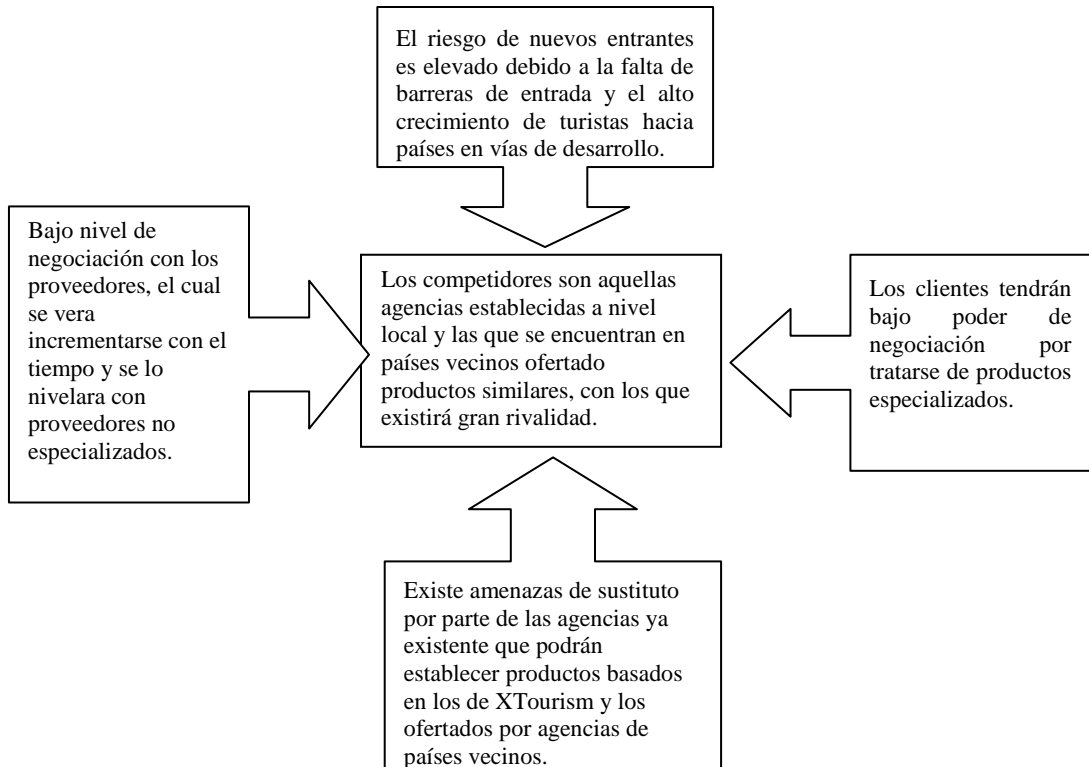 El riesgo de nuevos entrantes
es elevado debido a la falta de
barreras de entrada y el alto
crecimiento de turistas hacia
países en vías de desarrollo.
Bajo nivel de
negociación con los
proveedores, el cual
se vera
incrementarse con el
tiempo y se lo
nivelara con
proveedores no
especializados.
Los competidores son aquellas
agencias establecidas a nivel
local y las que se encuentran en
países vecinos ofertado
productos similares, con los que
existirá gran rivalidad.
Los clientes tendrán
bajo poder de
negociación por
tratarse de productos
especializados.
Existe amenazas de sustituto
por parte de las agencias ya
existente que podrán
establecer productos basados
en los de XTourism y los
ofertados por agencias de
países vecinos.